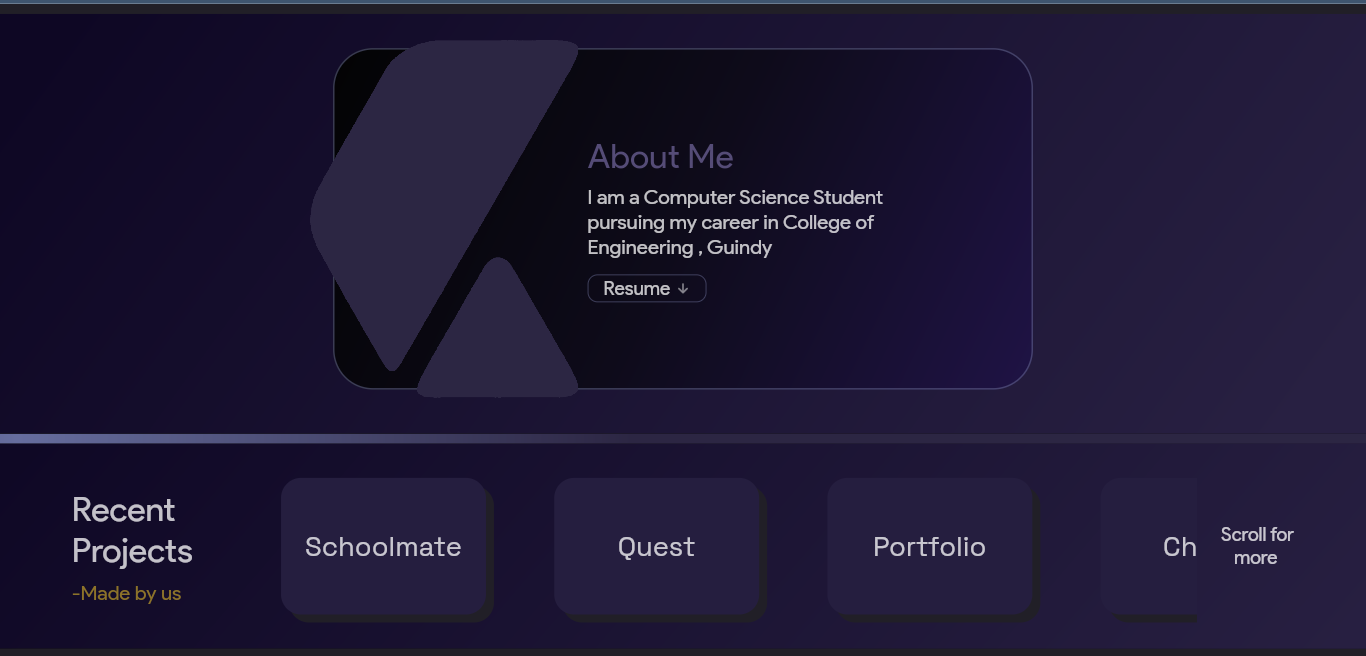 About Me
I am a Computer Science Student
pursuing my career in College of
Engineering , Guindy
Resume ↓
Recent
Projects
-Made by us
Schoolmate
Quest
Portfolio
Ch
Scroll for
more